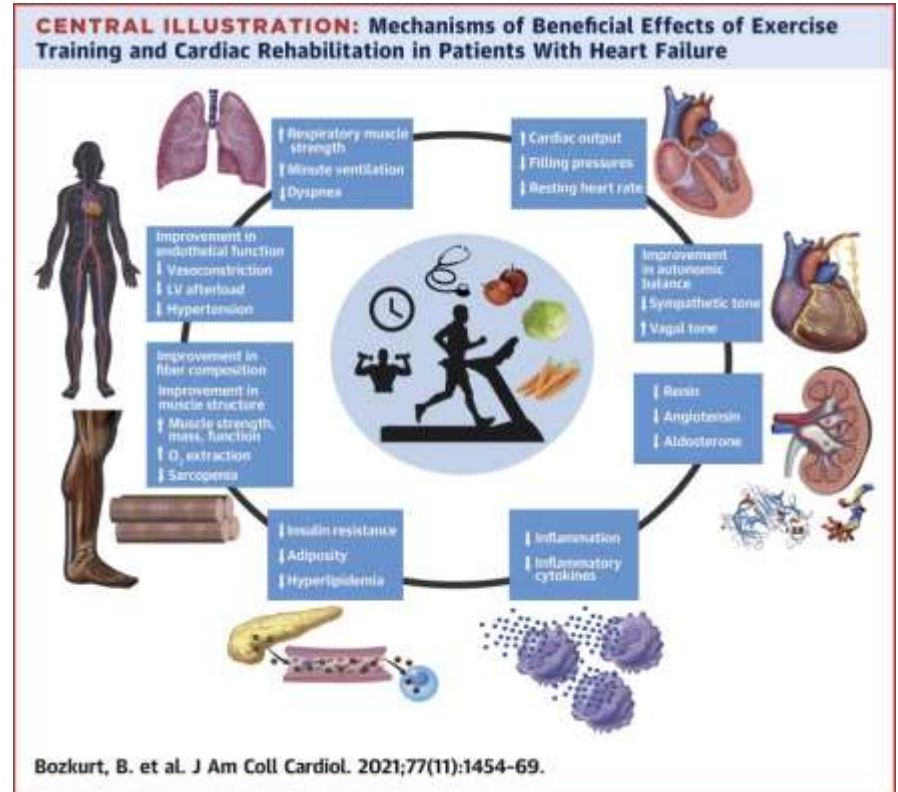 CENTRAL ILLUSTRATION: Mechanisms of Beneficial Effects of Exercise
Training and Cardiac Rehabilitation in Patients With Heart Failure
↑ Respiratory muscle
strength
↑ Minute ventilation
↓ Dyspnea
↑ Cardiac output
↓ Filling pressures
↓ Resting heart rate
Improvement in
endothelial function
↓ Vasoconstriction
↓ LV afterload
↓ Hypertension
Improvement
in autonomic
balance
↓ Sympathetic tone
↑ Vagal tone
Improvement in
fiber composition
Improvement in
muscle structure
↑ Muscle strength,
mass, function
↑ O₂ extraction
↓ Sarcopenia
↓ Renin
↓ Angiotensin
↓ Aldosterone
↓ Insulin resistance
↓ Adiposity
↓ Hyperlipidemia
↓ Inflammation
↓ Inflammatory
cytokines
Bozkurt, B. et al. J Am Coll Cardiol. 2021;77(11):1454-69.